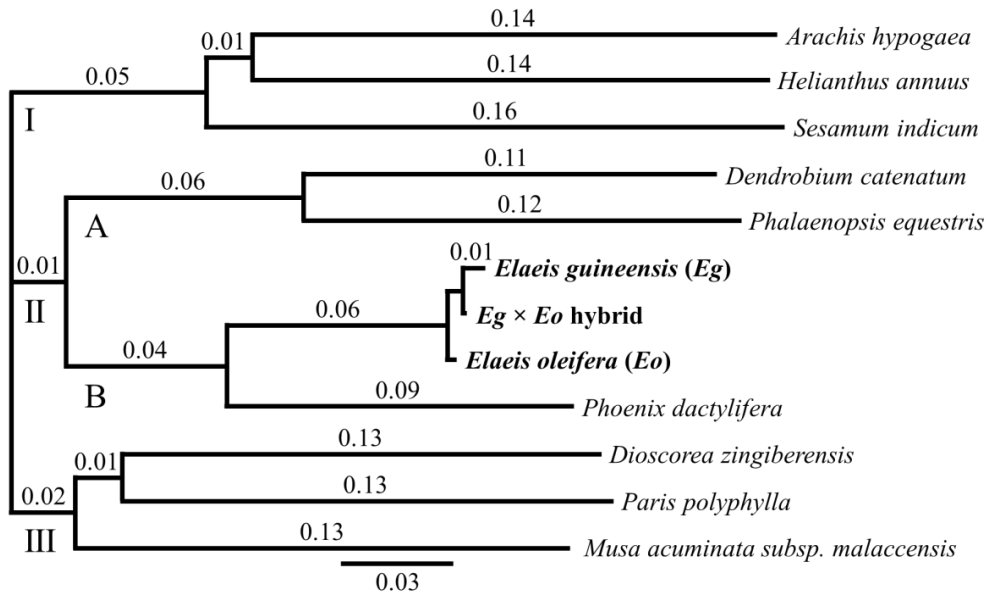 0.14
Arachis hypogaea
0.01
0.14
Helianthus annuus
0.05
I
0.16
Sesamum indicum
0.11
Dendrobium catenatum
0.06
A
0.12
Phalaenopsis equestris
0.01
II
0.01
Elaeis guineensis (Eg)
Eg × Eo hybrid
0.06
Elaeis oleifera (Eo)
0.04
B
0.09
Phoenix dactylifera
0.13
Dioscorea zingiberensis
0.01
0.13
Paris polyphylla
0.02
III
0.13
Musa acuminata subsp. malaccensis
0.03